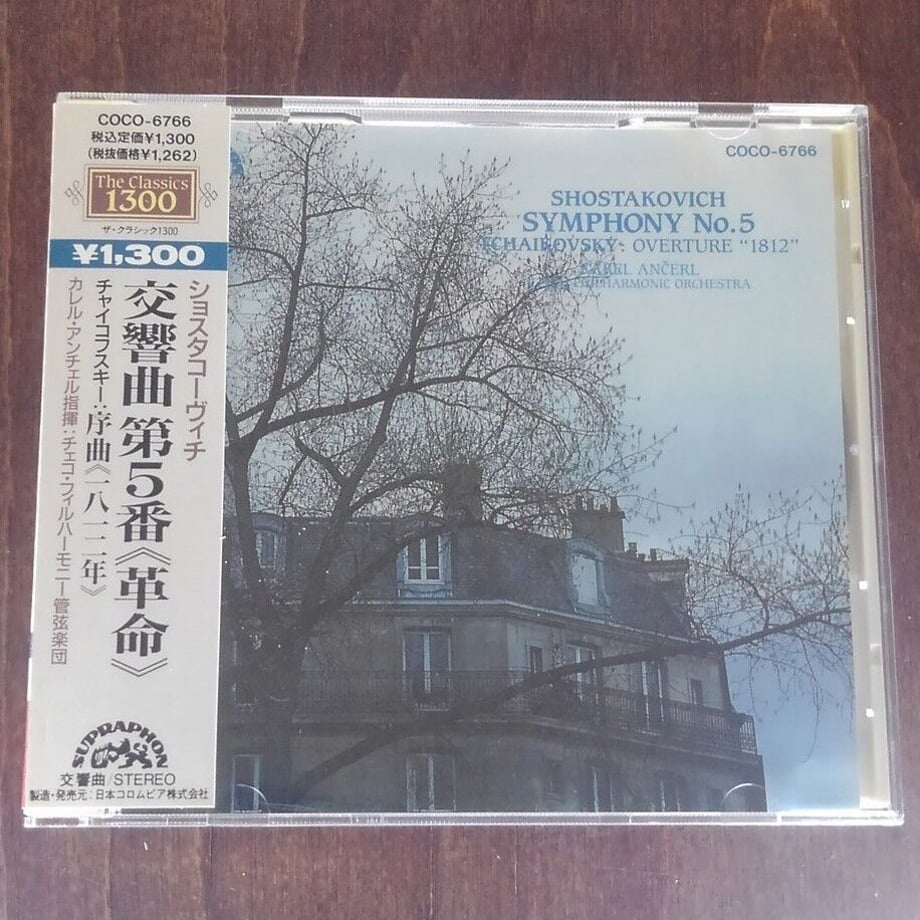 COCO-6766
税込定価¥1,300
(税抜価格¥1,262)
The Classics
1300
ザ・クラシック1300
¥1,300
ショスタコーヴィチ
交響曲 第5番《革命》
チャイコフスキー:序曲《一八一二年》
カレル・アンチェル指揮:チェコ・フィルハーモニー管弦楽団
SUPRAPHON
交響曲/STEREO
製造・発売元:日本コロムビア株式会社
COCO-6766
SHOSTAKOVICH
SYMPHONY No.5
TCHAIKOVSKY: OVERTURE "1812"
KAREL ANČERL
PHILHARMONIC ORCHESTRA